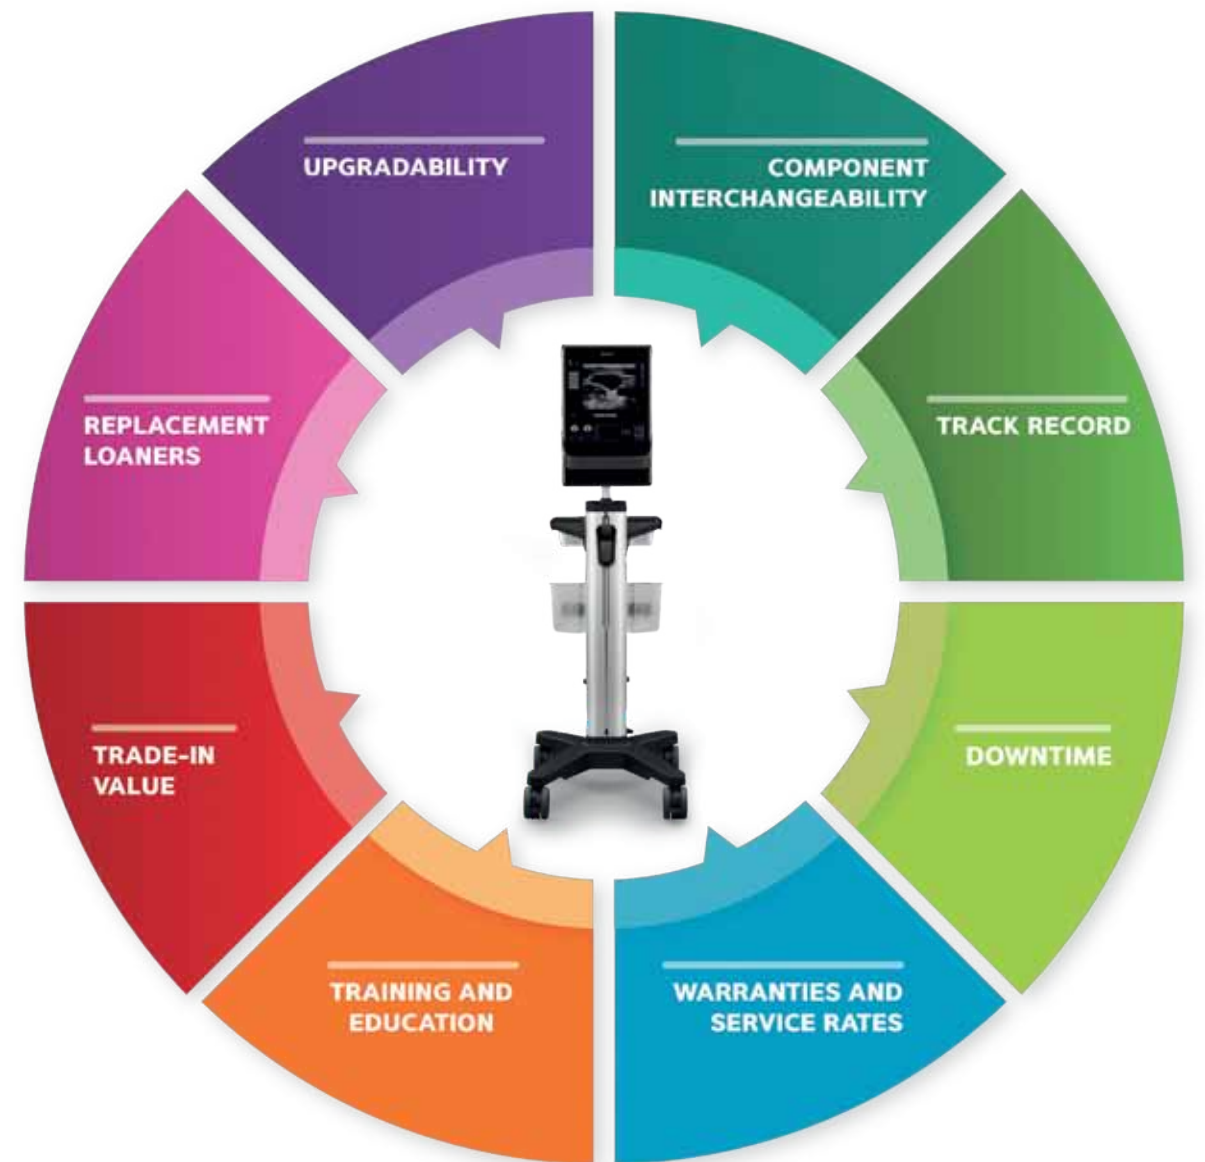 UPGRADABILITY
COMPONENT
INTERCHANGEABILITY
TRACK RECORD
DOWNTIME
WARRANTIES AND
SERVICE RATES
TRAINING AND
EDUCATION
TRADE-IN
VALUE
REPLACEMENT
LOANERS